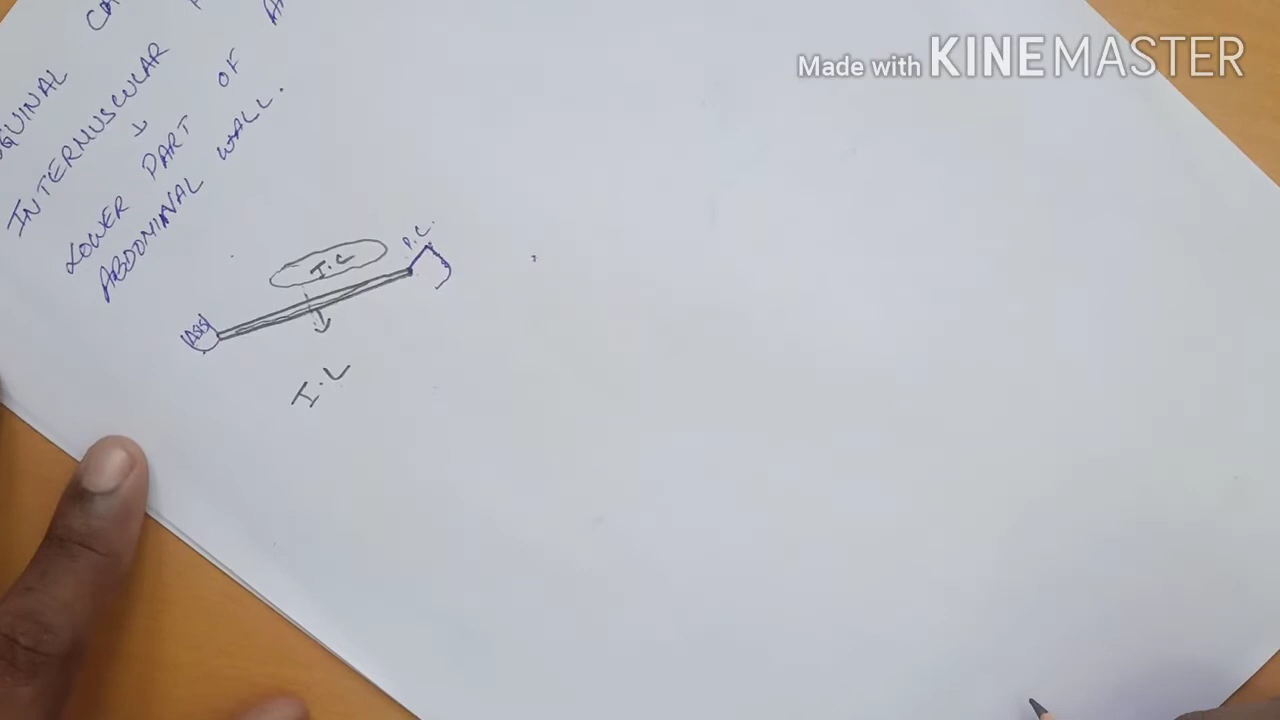 Made with KINEMASTER
INTERMUSCULAR
LOWER PART OF
ABDOMINAL WALL.
I.C
P.C.
ASIS
I.L